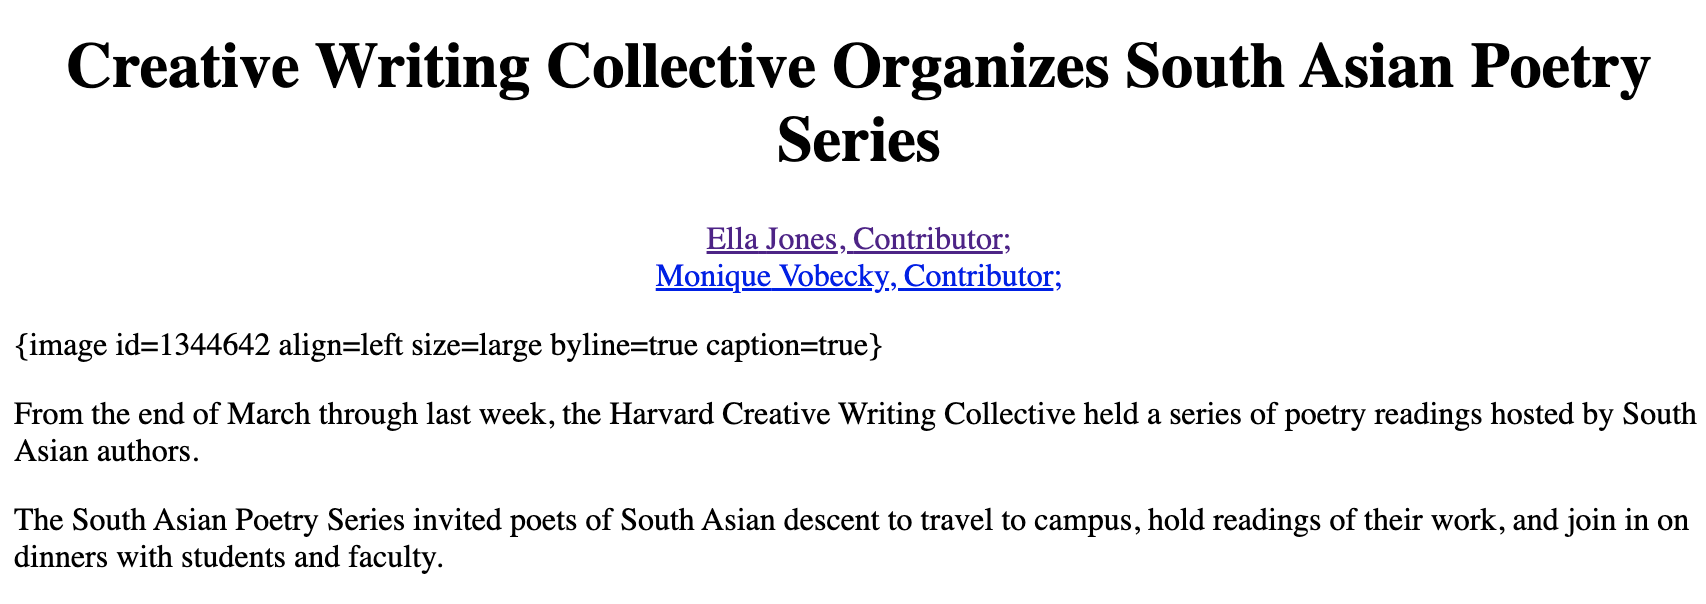 Creative Writing Collective Organizes South Asian Poetry
Series
Ella Jones, Contributor;
Monique Vobecky, Contributor;
{image id=1344642 align=left size=large byline=true caption=true}
From the end of March through last week, the Harvard Creative Writing Collective held a series of poetry readings hosted by South
Asian authors.
The South Asian Poetry Series invited poets of South Asian descent to travel to campus, hold readings of their work, and join in on
dinners with students and faculty.